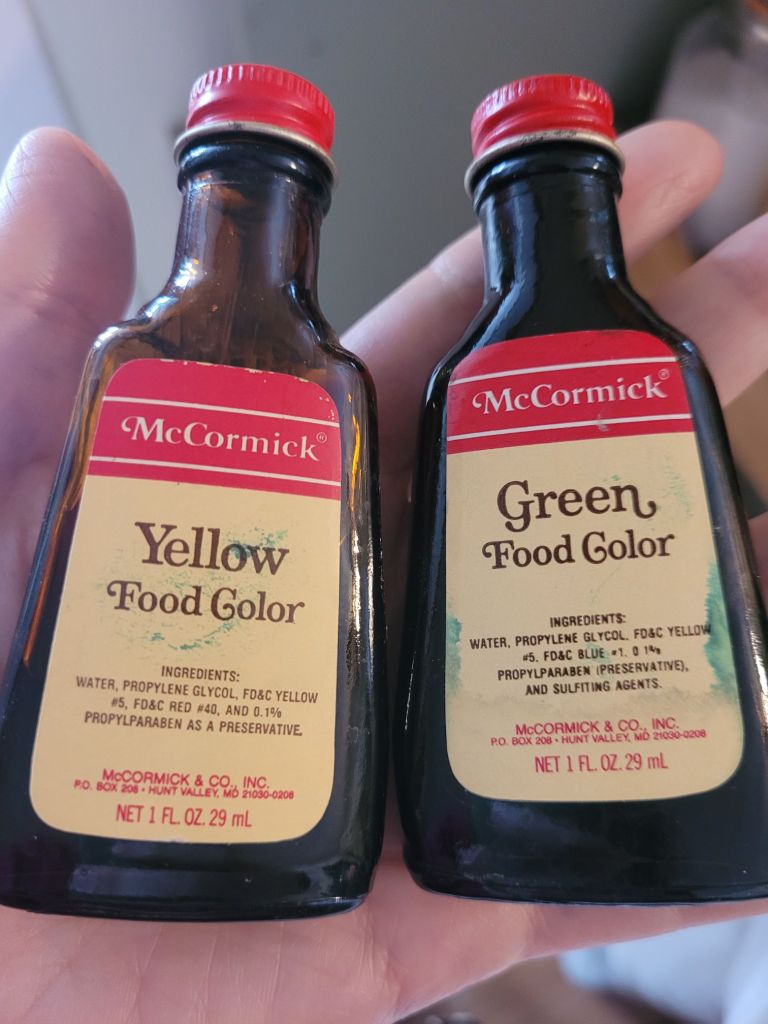 McCormick®
Yellow
Food Color
INGREDIENTS:
WATER, PROPYLENE GLYCOL, FD&C YELLOW
#5, FD&C RED #40, AND 0.1%
PROPYLPARABEN AS A PRESERVATIVE.
McCORMICK & CO., INC.
P.O. BOX 208 • HUNT VALLEY, MD 21030-0208
NET 1 FL. OZ. 29 mL
McCormick®
Green
Food Color
INGREDIENTS:
WATER, PROPYLENE GLYCOL, FD&C YELLOW
#5, FD&C BLUE #1, 0.1%
PROPYLPARABEN (PRESERVATIVE),
AND SULFITING AGENTS.
McCORMICK & CO., INC.
P.O. BOX 208 • HUNT VALLEY, MD 21030-0208
NET 1 FL. OZ. 29 mL